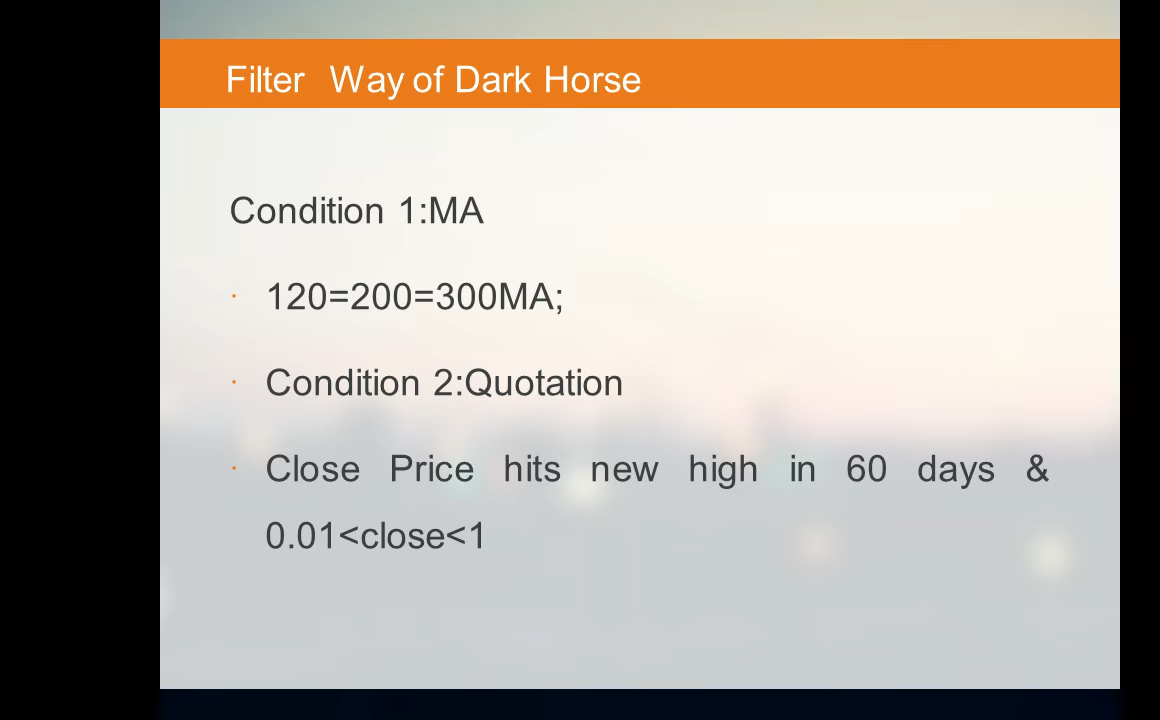 Filter Way of Dark Horse
Condition 1:MA
· 120=200=300MA;
· Condition 2:Quotation
· Close Price hits new high in 60 days &
0.01<close<1